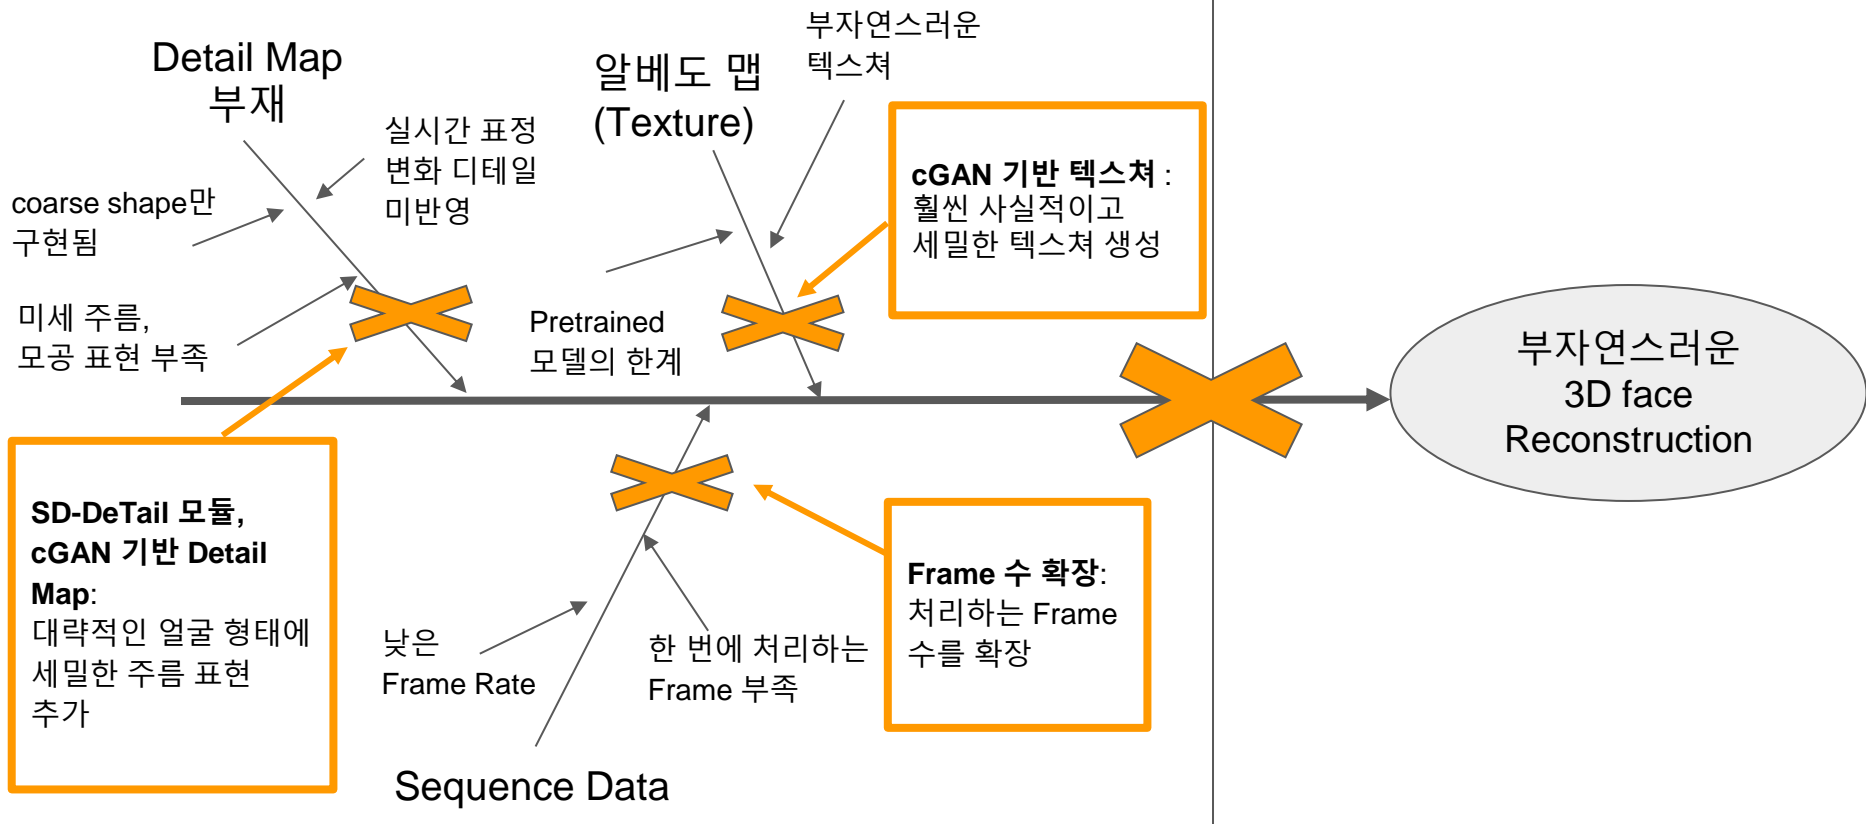 Detail Map
부재
알베도 맵
(Texture)
부자연스러운
텍스쳐
실시간 표정
변화 디테일
미반영
coarse shape만
구현됨
cGAN 기반 텍스쳐 :
훨씬 사실적이고
세밀한 텍스쳐 생성
미세 주름,
모공 표현 부족
Pretrained
모델의 한계
부자연스러운
3D face
Reconstruction
SD-DeTail 모듈,
cGAN 기반 Detail
Map:
대략적인 얼굴 형태에
세밀한 주름 표현
추가
낮은
Frame Rate
한 번에 처리하는
Frame 부족
Frame 수 확장:
처리하는 Frame
수를 확장
Sequence Data